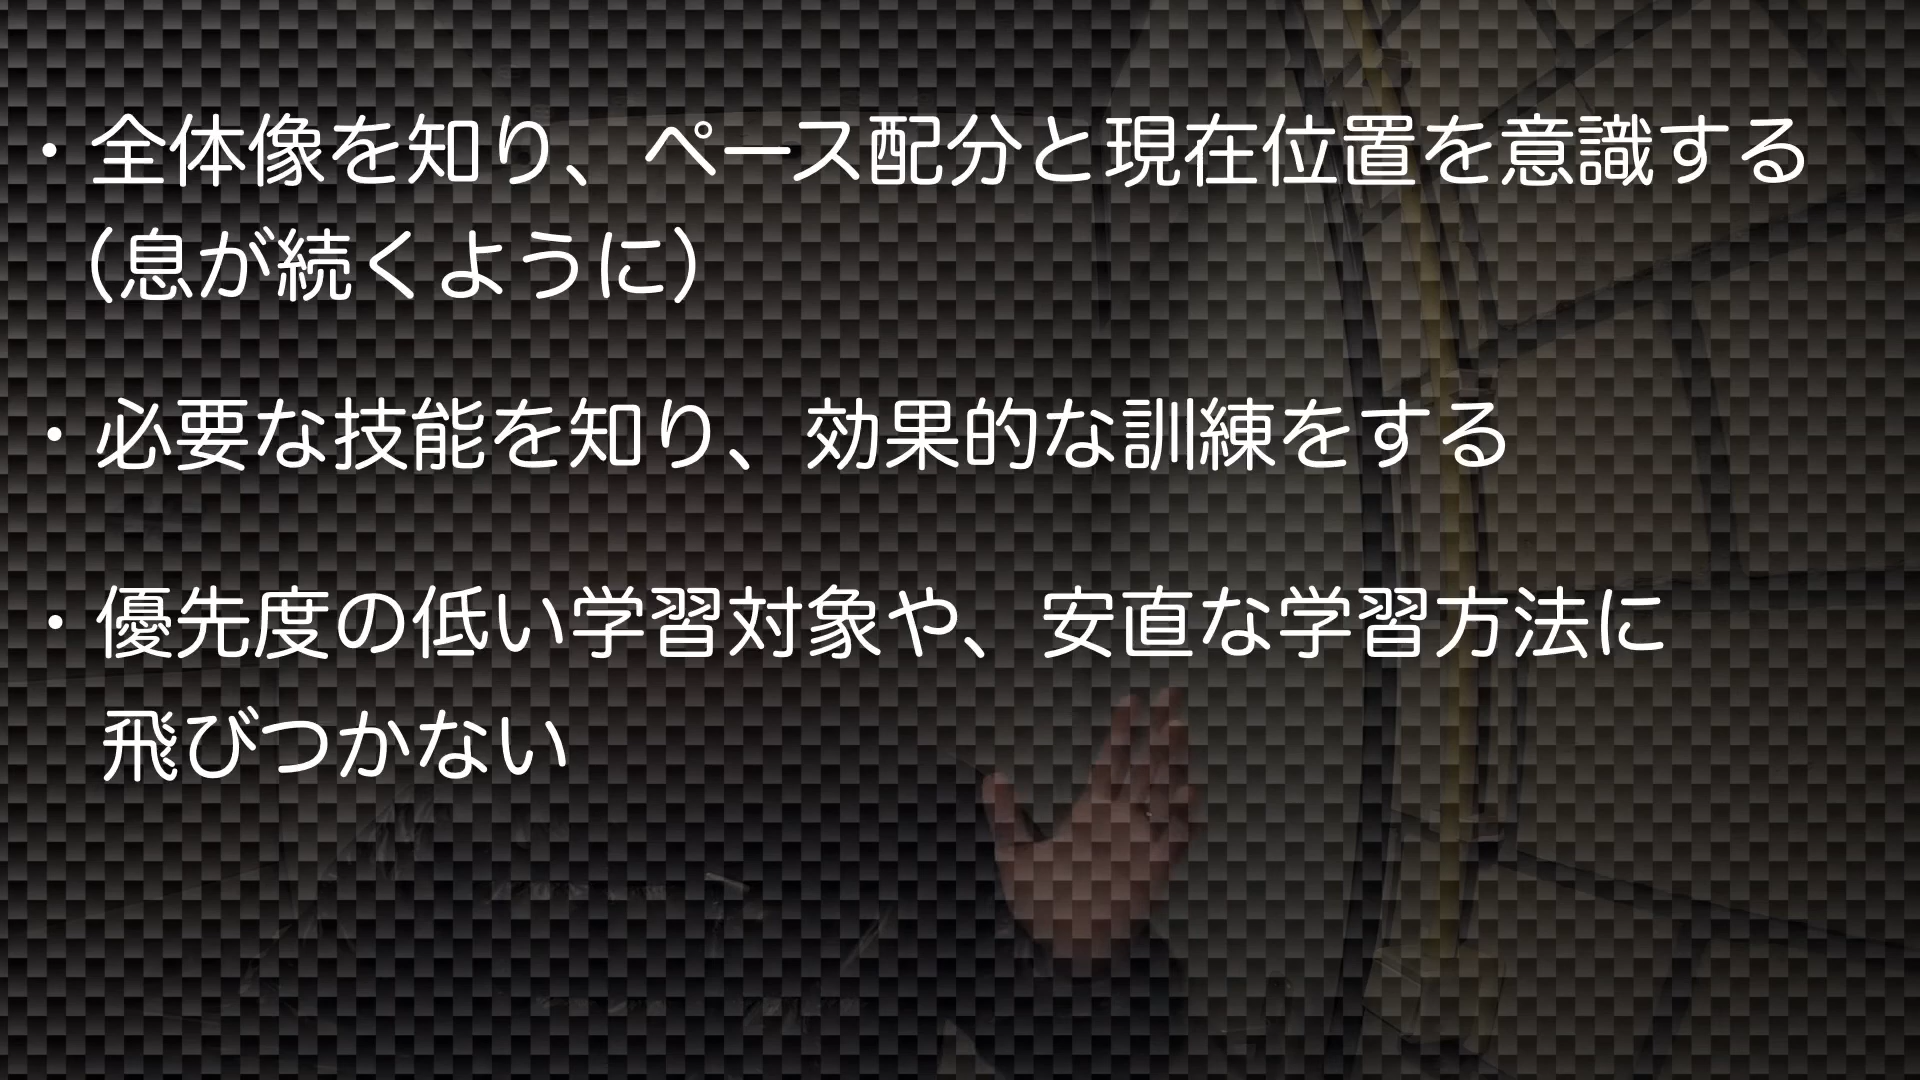 ・全体像を知り、ペース配分と現在位置を意識する
（息が続くように）
・必要な技能を知り、効果的な訓練をする
・優先度の低い学習対象や、安直な学習方法に
飛びつかない